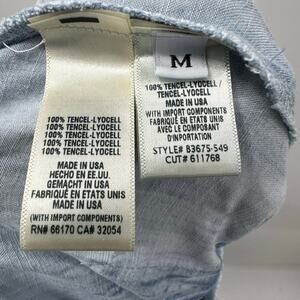 100% TENCEL-LYOCELL
100% TENCEL-LYOCELL
100% TENCEL-LYOCELL
100% TENCEL-LYOCELL
100% TENCEL-LYOCELL
MADE IN USA
HECHO EN EE.UU.
GEMACHT IN USA
FABRIQUÉ EN ETATS UNIS
MADE IN USA
(WITH IMPORT COMPONENTS)
RN# 66170 CA# 32054
M
100% TENCEL-LYOCELL /
TENCEL-LYOCELL
MADE IN USA
WITH IMPORT COMPONENTS
FABRIQUÉ EN ETATS UNIS
AVEC LE COMPOSANT
D'IMPORTATION
STYLE# B3675-549
CUT# 611768